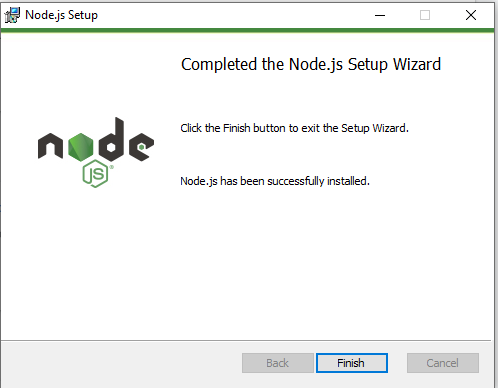 Node.js Setup
Completed the Node.js Setup Wizard
Click the Finish button to exit the Setup Wizard.
node
JS®
Node.js has been successfully installed.
Back
Finish
Cancel